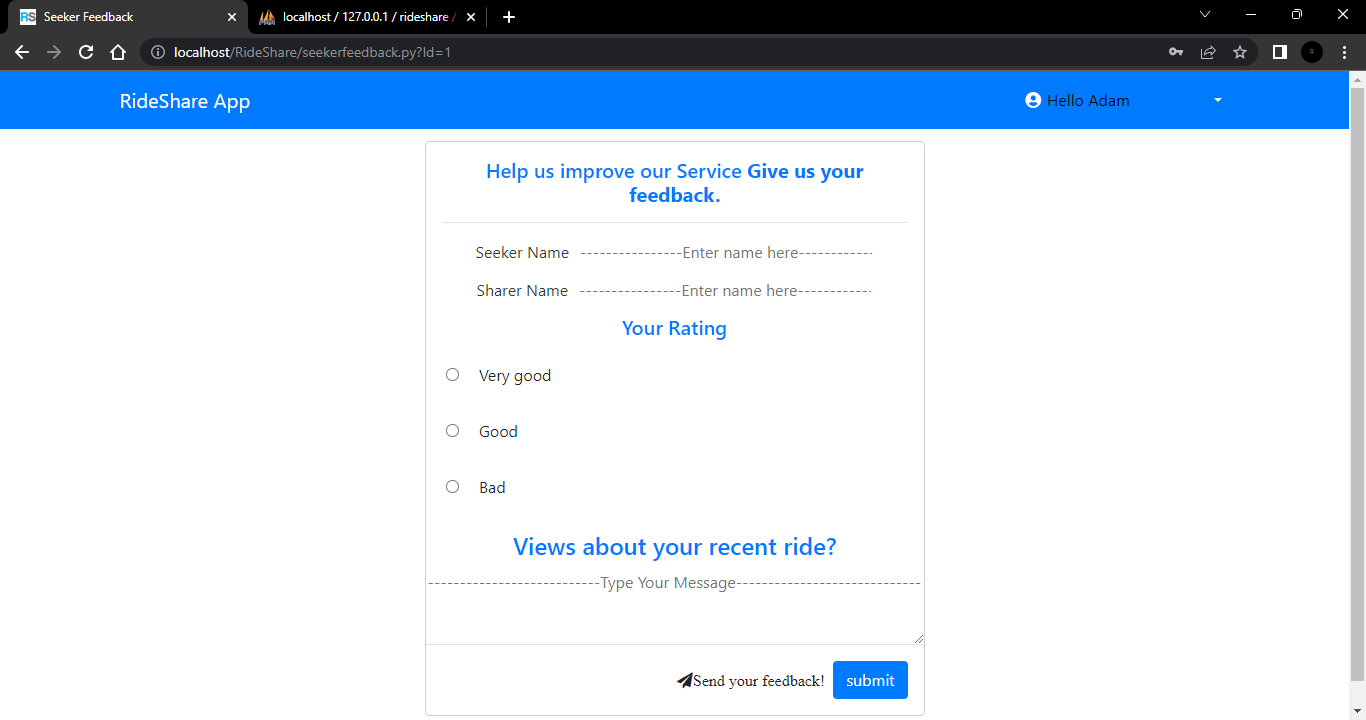 RS Seeker Feedback
localhost / 127.0.0.1 / rideshare /
localhost/RideShare/seekerfeedback.py?Id=1
RideShare App
Hello Adam
Help us improve our Service Give us your
feedback.
Seeker Name ----------------Enter name here------------
Sharer Name ----------------Enter name here------------
Your Rating
Very good
Good
Bad
Views about your recent ride?
---------------------------Type Your Message-----------------------------
Send your feedback!
submit